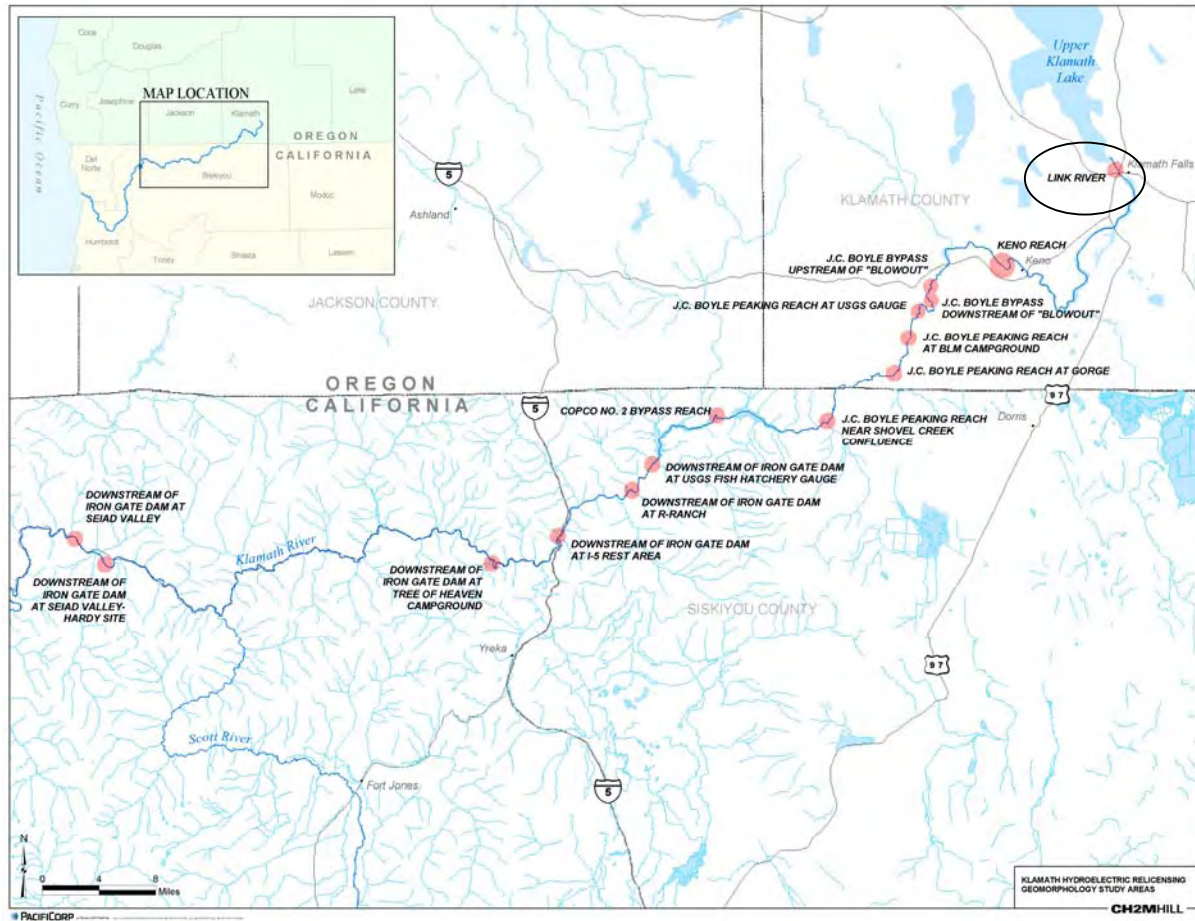 Coos
Douglas
Curry
Josephine
Jackson
Klamath
Lake
MAP LOCATION
OREGON
CALIFORNIA
Pacific Ocean
Del
Norte
Siskiyou
Modoc
Humboldt
Trinity
Shasta
Lassen
Upper
Klamath
Lake
5
Ashland
KLAMATH COUNTY
LINK RIVER
Klamath Falls
KENO REACH
Keno
J.C. BOYLE BYPASS
UPSTREAM OF "BLOWOUT"
JACKSON COUNTY
J.C. BOYLE PEAKING REACH AT USGS GAUGE
J.C. BOYLE BYPASS
DOWNSTREAM OF "BLOWOUT"
J.C. BOYLE PEAKING REACH
AT BLM CAMPGROUND
J.C. BOYLE PEAKING REACH AT GORGE
OREGON
CALIFORNIA
5
97
COPCO NO. 2 BYPASS REACH
J.C. BOYLE PEAKING REACH
NEAR SHOVEL CREEK
CONFLUENCE
Dorris
DOWNSTREAM OF IRON GATE DAM
AT USGS FISH HATCHERY GAUGE
DOWNSTREAM OF IRON GATE DAM
AT R-RANCH
DOWNSTREAM OF
IRON GATE DAM AT
SEIAD VALLEY
Klamath River
DOWNSTREAM OF IRON GATE DAM
AT I-5 REST AREA
DOWNSTREAM OF
IRON GATE DAM
AT SEIAD VALLEY-
HARDY SITE
DOWNSTREAM OF
IRON GATE DAM AT
TREE OF HEAVEN
CAMPGROUND
SISKIYOU COUNTY
Yreka
97
Scott River
Fort Jones
5
N
0 4 8
Miles
KLAMATH HYDROELECTRIC RELICENSING
GEOMORPHOLOGY STUDY AREAS
CH2MHILL
PACIFICORP